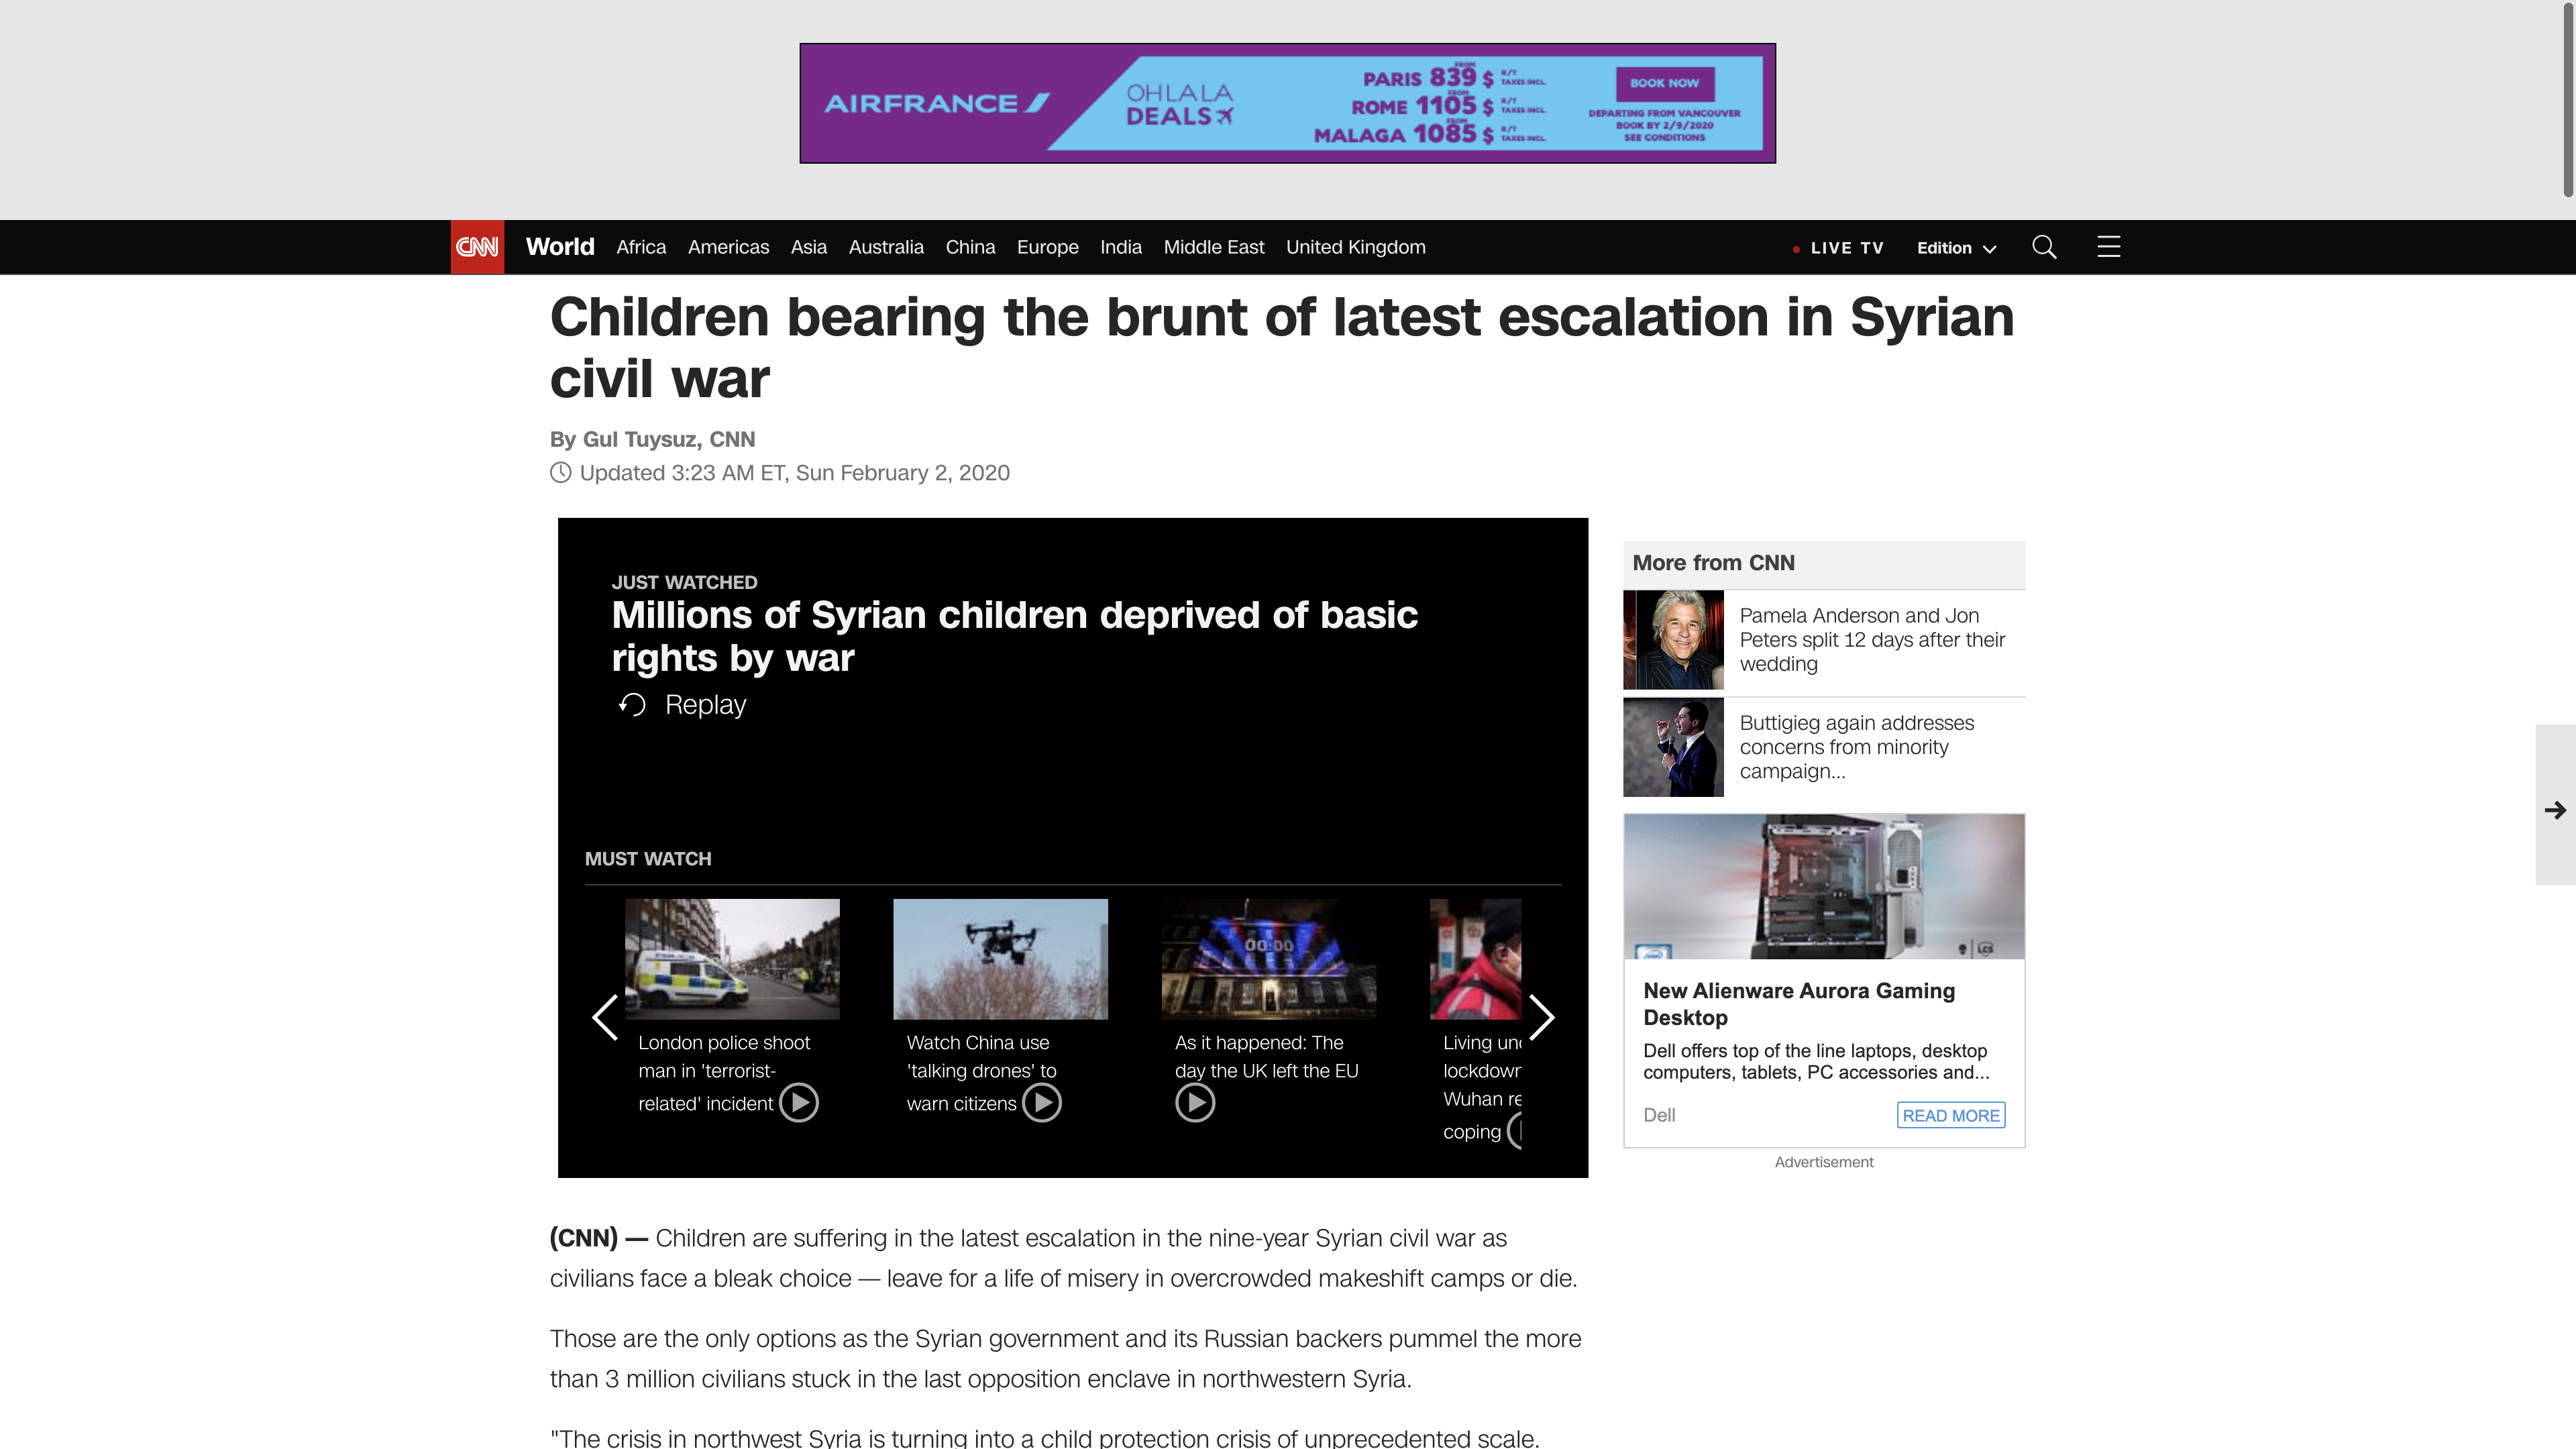 AIRFRANCE
OH LA LA
DEALS
FROM
PARIS 839 $ R/T TAXES INCL.
FROM
ROME 1105 $ R/T TAXES INCL.
FROM
MALAGA 1085 $ R/T TAXES INCL.
BOOK NOW
DEPARTING FROM VANCOUVER
BOOK BY 2/9/2020
SEE CONDITIONS
CNN World Africa Americas Asia Australia China Europe India Middle East United Kingdom LIVE TV Edition
Children bearing the brunt of latest escalation in Syrian
civil war
By Gul Tuysuz, CNN
Updated 3:23 AM ET, Sun February 2, 2020
JUST WATCHED
Millions of Syrian children deprived of basic
rights by war
Replay
MUST WATCH
00:00
London police shoot
man in 'terrorist-
related' incident
Watch China use
'talking drones' to
warn citizens
As it happened: The
day the UK left the EU
Living
lockdown
Wuhan
coping
More from CNN
Pamela Anderson and Jon
Peters split 12 days after their
wedding
Buttigieg again addresses
concerns from minority
campaign...
New Alienware Aurora Gaming
Desktop
Dell offers top of the line laptops, desktop
computers, tablets, PC accessories and...
Dell READ MORE
Advertisement
(CNN) — Children are suffering in the latest escalation in the nine-year Syrian civil war as
civilians face a bleak choice — leave for a life of misery in overcrowded makeshift camps or die.
Those are the only options as the Syrian government and its Russian backers pummel the more
than 3 million civilians stuck in the last opposition enclave in northwestern Syria.
"The crisis in northwest Syria is turning into a child protection crisis of unprecedented scale.